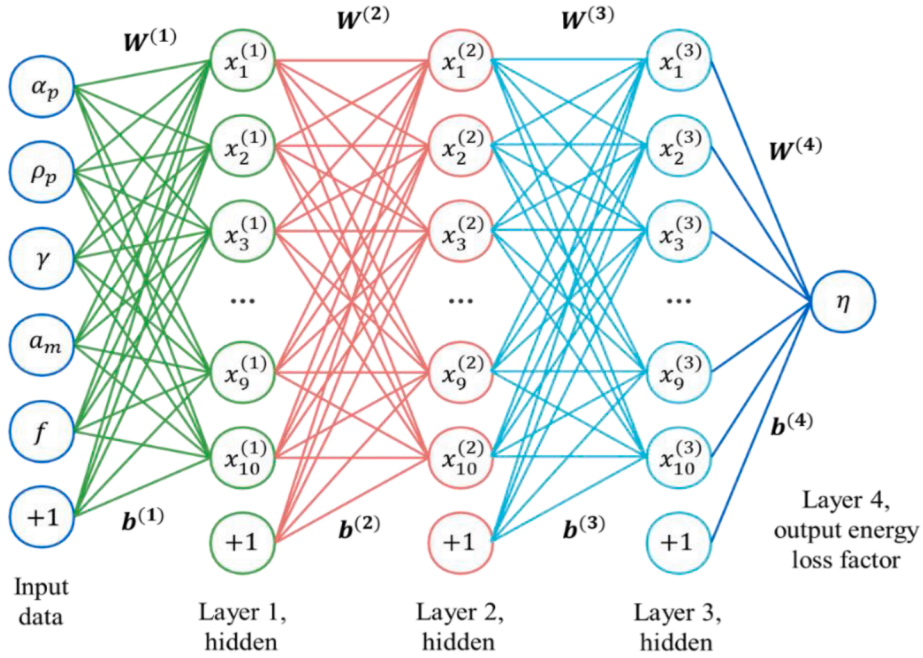 W^(1)
W^(2)
W^(3)
α_p
ρ_p
γ
a_m
f
+1
x_1^(1)
x_2^(1)
x_3^(1)
...
x_9^(1)
x_10^(1)
+1
x_1^(2)
x_2^(2)
x_3^(2)
...
x_9^(2)
x_10^(2)
+1
x_1^(3)
x_2^(3)
x_3^(3)
...
x_9^(3)
x_10^(3)
+1
W^(4)
η
b^(4)
b^(1)
b^(2)
b^(3)
Input
data
Layer 1,
hidden
Layer 2,
hidden
Layer 3,
hidden
Layer 4,
output energy
loss factor